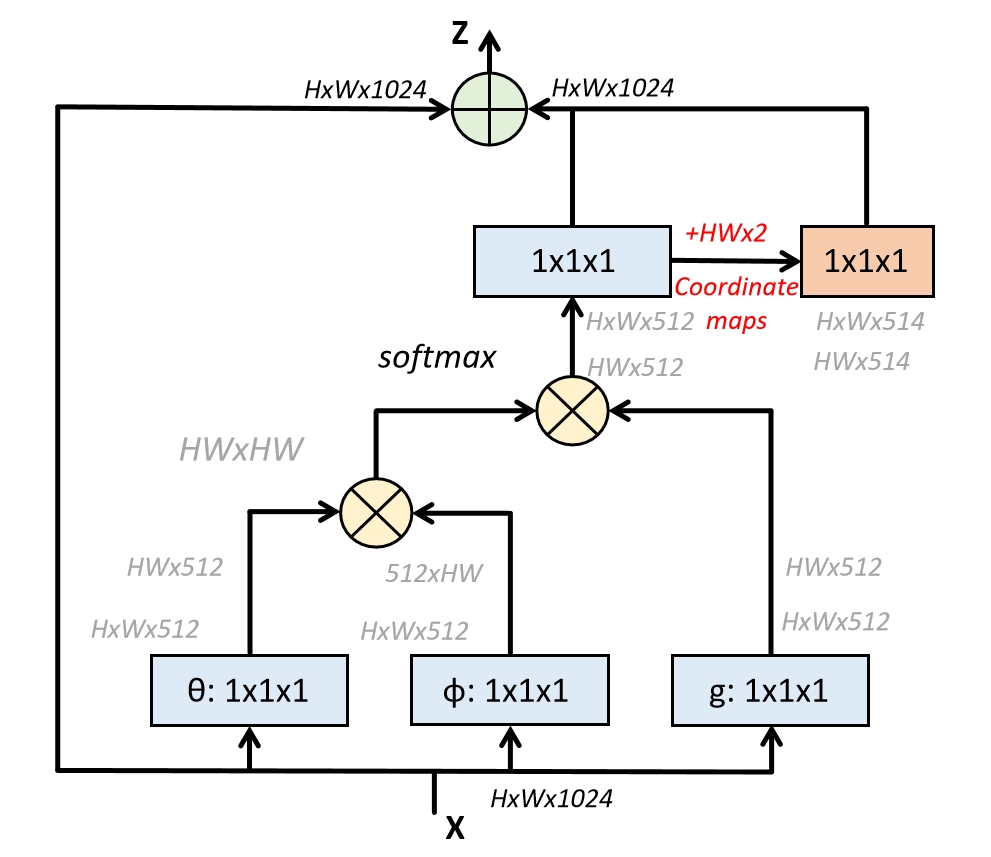 Z
HxWx1024
HxWx1024
1x1x1
+HWx2
1x1x1
Coordinate
maps
HxWx512
HxWx514
softmax
HWx512
HWx514
HWxHW
HWx512
512xHW
HWx512
HxWx512
HxWx512
HxWx512
θ: 1x1x1
ϕ: 1x1x1
g: 1x1x1
HxWx1024
X